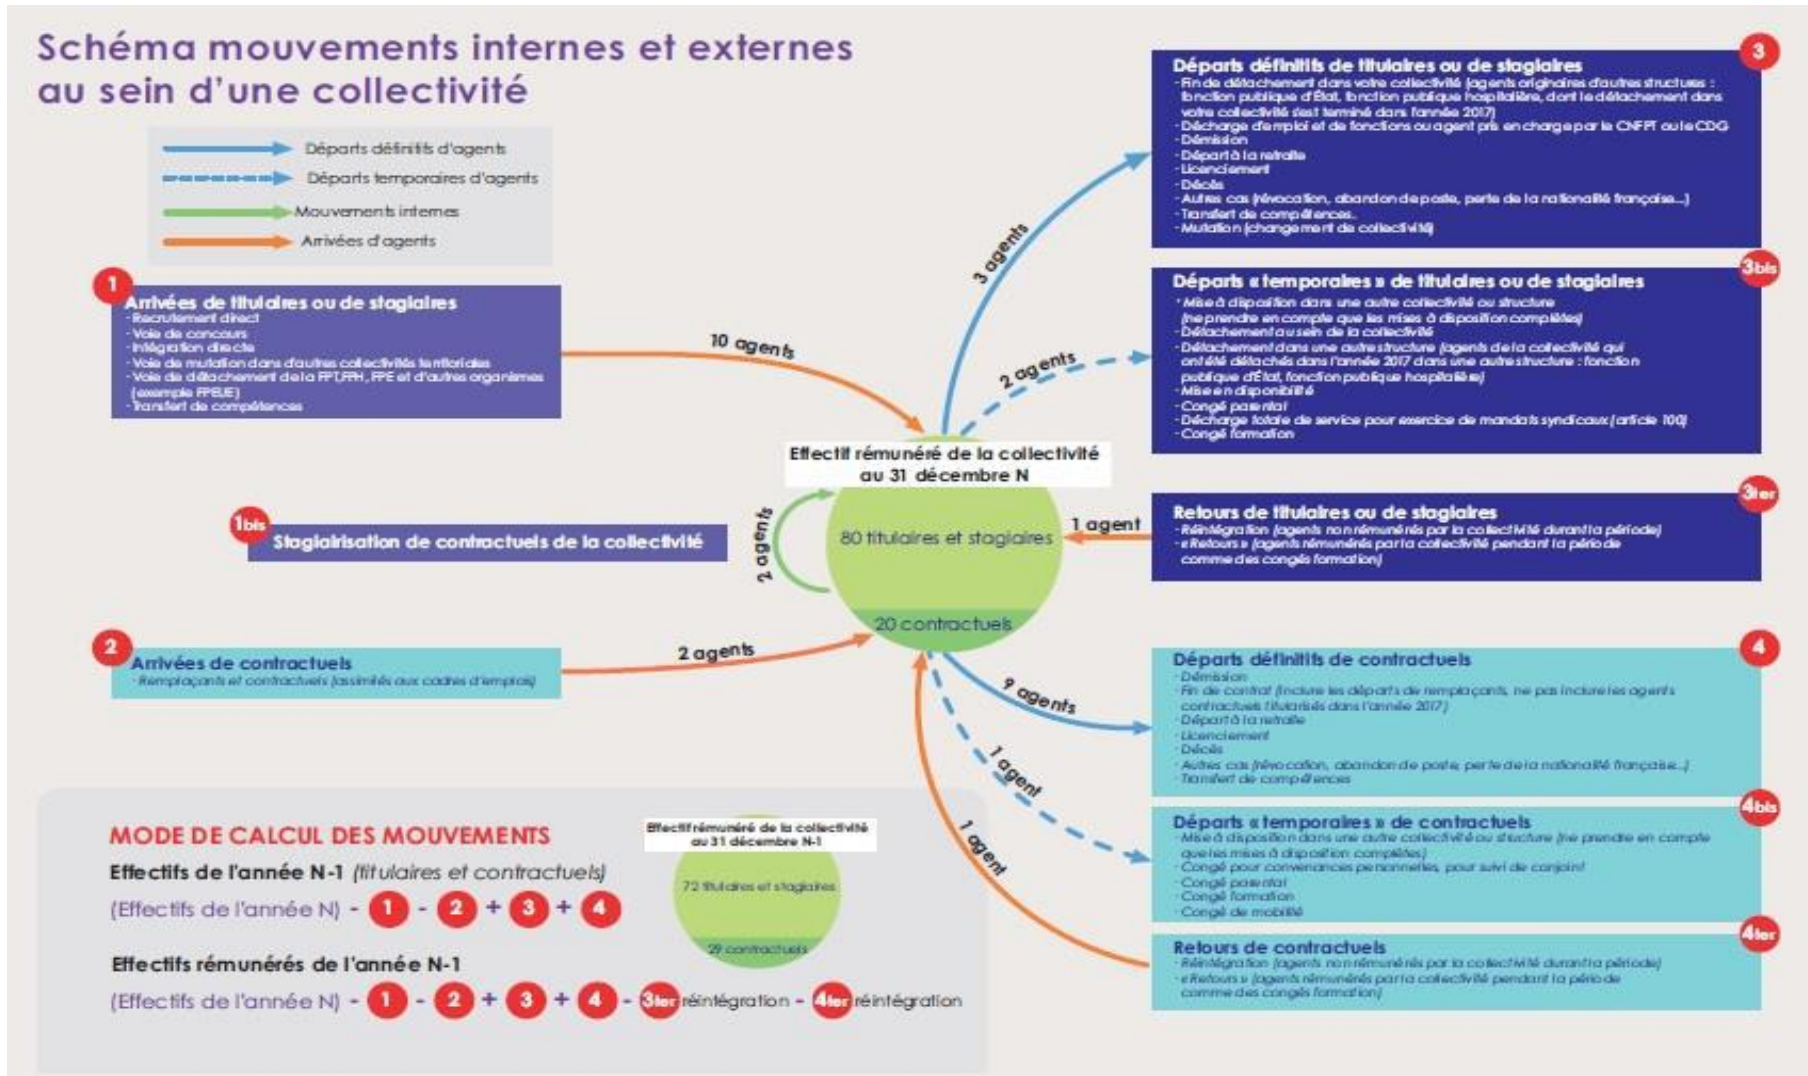 Schéma mouvements internes et externes
au sein d'une collectivité
Départs définitifs d'agents
Départs temporaires d'agents
Mouvements internes
Arrivées d'agents
1
Arrivées de titulaires ou de stagiaires
- Recrutement direct
- Voie de concours
- Intégration directe
- Voie de mutation dans d'autres collectivités territoriales
- Voie de détachement de la FPT, FPH, FPE et d'autres organismes
(exemple FPEUE)
- Transfert de compétences
10 agents
1bis
Stagiairisation de contractuels de la collectivité
2 agents
2
Arrivées de contractuels
- Remplaçants et contractuels (assimilés aux cadres d'emplois)
2 agents
Effectif rémunéré de la collectivité
au 31 décembre N
80 titulaires et stagiaires
20 contractuels
3 agents
3
Départs définitifs de titulaires ou de stagiaires
- Fin de détachement dans votre collectivité (agents originaires d'autres structures :
fonction publique d'État, fonction publique hospitalière, dont le détachement dans
votre collectivité s'est terminé dans l'année 2017)
- Décharge d'emploi et de fonctions ou agent pris en charge par le CNFPT ou le CDG
- Démission
- Départ à la retraite
- Licenciement
- Décès
- Autres cas (révocation, abandon de poste, perte de la nationalité française...)
- Transfert de compétences.
- Mutation (changement de collectivité)
2 agents
3bis
Départs « temporaires » de titulaires ou de stagiaires
- Mise à disposition dans une autre collectivité ou structure
(ne prendre en compte que les mises à disposition complètes)
- Détachement au sein de la collectivité
- Détachement dans une autre structure (agents de la collectivité qui
ont été détachés dans l'année 2017 dans une autre structure : fonction
publique d'État, fonction publique hospitalière)
- Mise en disponibilité
- Congé parental
- Décharge totale de service pour exercice de mandats syndicaux (article 100)
- Congé formation
1 agent
3ter
Retours de titulaires ou de stagiaires
- Réintégration (agents non rémunérés par la collectivité durant la période)
- « Retours » (agents rémunérés par la collectivité pendant la période
comme des congés formation)
9 agents
4
Départs définitifs de contractuels
- Démission
- Fin de contrat (inclure les départs de remplaçants, ne pas inclure les agents
contractuels titularisés dans l'année 2017)
- Départ à la retraite
- Licenciement
- Décès
- Autres cas (révocation, abandon de poste, perte de la nationalité française...)
- Transfert de compétences
1 agent
4bis
Départs « temporaires » de contractuels
- Mise à disposition dans une autre collectivité ou structure (ne prendre en compte
que les mises à disposition complètes)
- Congé pour convenances personnelles, pour suivi de conjoint
- Congé parental
- Congé formation
- Congé de mobilité
1 agent
4ter
Retours de contractuels
- Réintégration (agents non rémunérés par la collectivité durant la période)
- « Retours » (agents rémunérés par la collectivité pendant la période
comme des congés formation)
MODE DE CALCUL DES MOUVEMENTS
Effectifs de l'année N-1 (titulaires et contractuels)
(Effectifs de l'année N) - 1 - 2 + 3 + 4
Effectifs rémunérés de l'année N-1
(Effectifs de l'année N) - 1 - 2 + 3 + 4 - 3ter réintégration - 4ter réintégration
Effectif rémunéré de la collectivité
au 31 décembre N-1
72 titulaires et stagiaires
29 contractuels